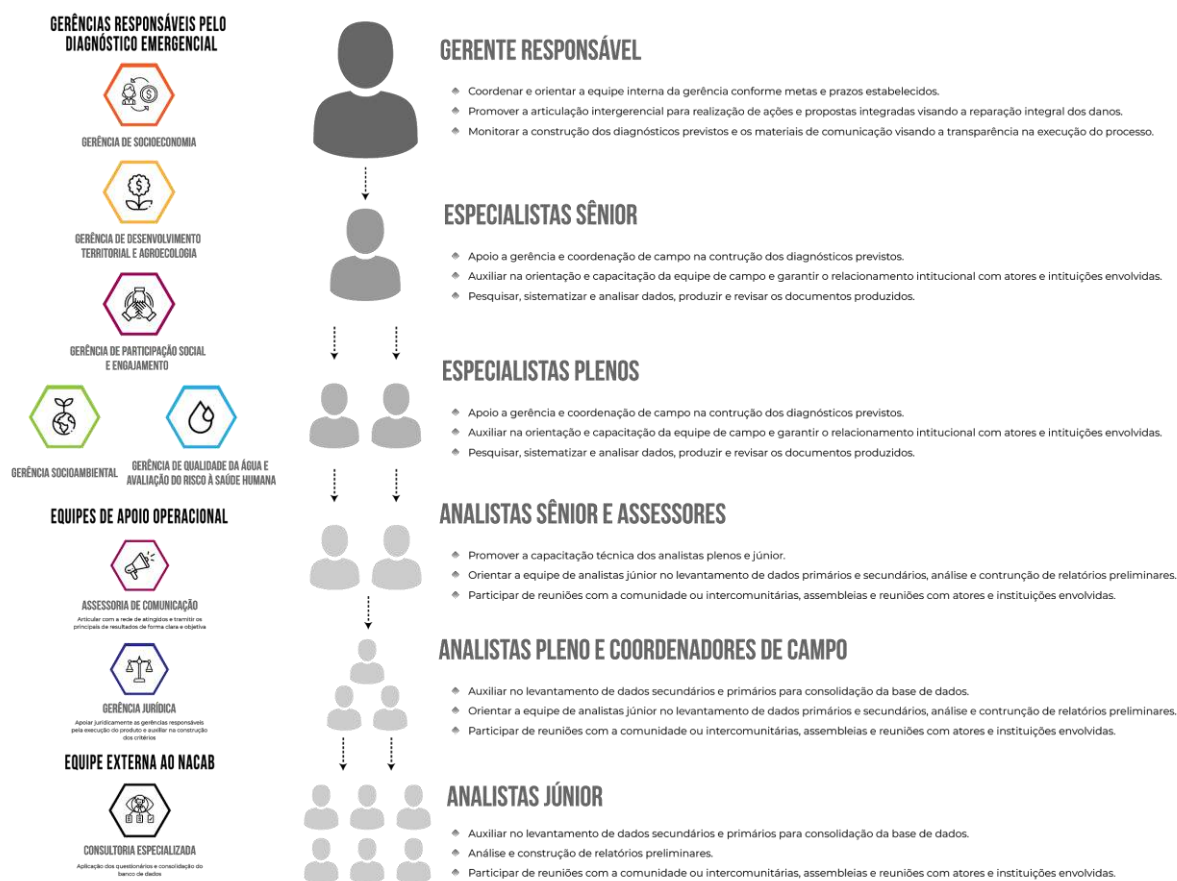 GERÊNCIAS RESPONSÁVEIS PELO
DIAGNÓSTICO EMERGENCIAL
GERÊNCIA DE SOCIOECONOMIA
GERÊNCIA DE DESENVOLVIMENTO
TERRITORIAL E AGROECOLOGIA
GERÊNCIA DE PARTICIPAÇÃO SOCIAL
E ENGAJAMENTO
GERÊNCIA SOCIOAMBIENTAL
GERÊNCIA DE QUALIDADE DA ÁGUA E
AVALIAÇÃO DO RISCO À SAÚDE HUMANA
EQUIPES DE APOIO OPERACIONAL
ASSESSORIA DE COMUNICAÇÃO
Articular com a rede de atingidos e tramitir os
principais de resultados de forma clara e objetiva
GERÊNCIA JURÍDICA
Apoiar juridicamente as gerências responsáveis
pela execução do produto e auxiliar na construção
dos critérios
EQUIPE EXTERNA AO NACAB
CONSULTORIA ESPECIALIZADA
Aplicação dos questionários e consolidação do
banco de dados
GERENTE RESPONSÁVEL
Coordenar e orientar a equipe interna da gerência conforme metas e prazos estabelecidos.
Promover a articulação intergerencial para realização de ações e propostas integradas visando a reparação integral dos danos.
Monitorar a construção dos diagnósticos previstos e os materiais de comunicação visando a transparência na execução do processo.
ESPECIALISTAS SÊNIOR
Apoio a gerência e coordenação de campo na contrução dos diagnósticos previstos.
Auxiliar na orientação e capacitação da equipe de campo e garantir o relacionamento intitucional com atores e intituições envolvidas.
Pesquisar, sistematizar e analisar dados, produzir e revisar os documentos produzidos.
ESPECIALISTAS PLENOS
Apoio a gerência e coordenação de campo na contrução dos diagnósticos previstos.
Auxiliar na orientação e capacitação da equipe de campo e garantir o relacionamento intitucional com atores e intituições envolvidas.
Pesquisar, sistematizar e analisar dados, produzir e revisar os documentos produzidos.
ANALISTAS SÊNIOR E ASSESSORES
Promover a capacitação técnica dos analistas plenos e júnior.
Orientar a equipe de analistas júnior no levantamento de dados primários e secundários, análise e contrunção de relatórios preliminares.
Participar de reuniões com a comunidade ou intercomunitárias, assembleias e reuniões com atores e instituições envolvidas.
ANALISTAS PLENO E COORDENADORES DE CAMPO
Auxiliar no levantamento de dados secundários e primários para consolidação da base de dados.
Orientar a equipe de analistas júnior no levantamento de dados primários e secundários, análise e contrunção de relatórios preliminares.
Participar de reuniões com a comunidade ou intercomunitárias, assembleias e reuniões com atores e instituições envolvidas.
ANALISTAS JÚNIOR
Auxiliar no levantamento de dados secundários e primários para consolidação da base de dados.
Análise e construção de relatórios preliminares.
Participar de reuniões com a comunidade ou intercomunitárias, assembleias e reuniões com atores e instituições envolvidas.